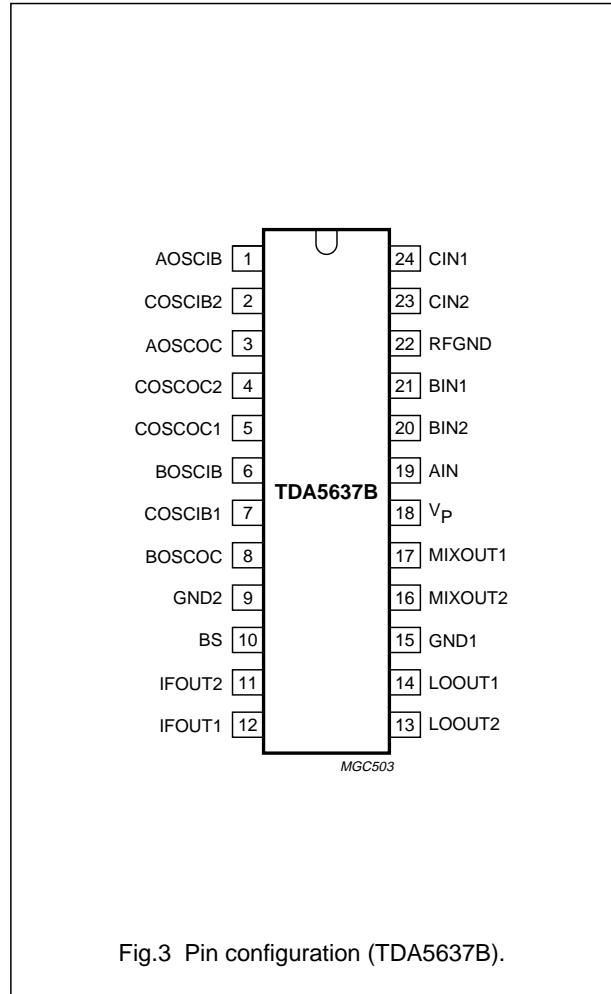 AOSCIB 1
COSCIB2 2
AOSCOC 3
COSCOC2 4
COSCOC1 5
BOSCIB 6
COSCIB1 7
BOSCOC 8
GND2 9
BS 10
IFOUT2 11
IFOUT1 12
TDA5637B
24 CIN1
23 CIN2
22 RFGND
21 BIN1
20 BIN2
19 AIN
18 VP
17 MIXOUT1
16 MIXOUT2
15 GND1
14 LOOUT1
13 LOOUT2
MGC503
Fig.3 Pin configuration (TDA5637B).